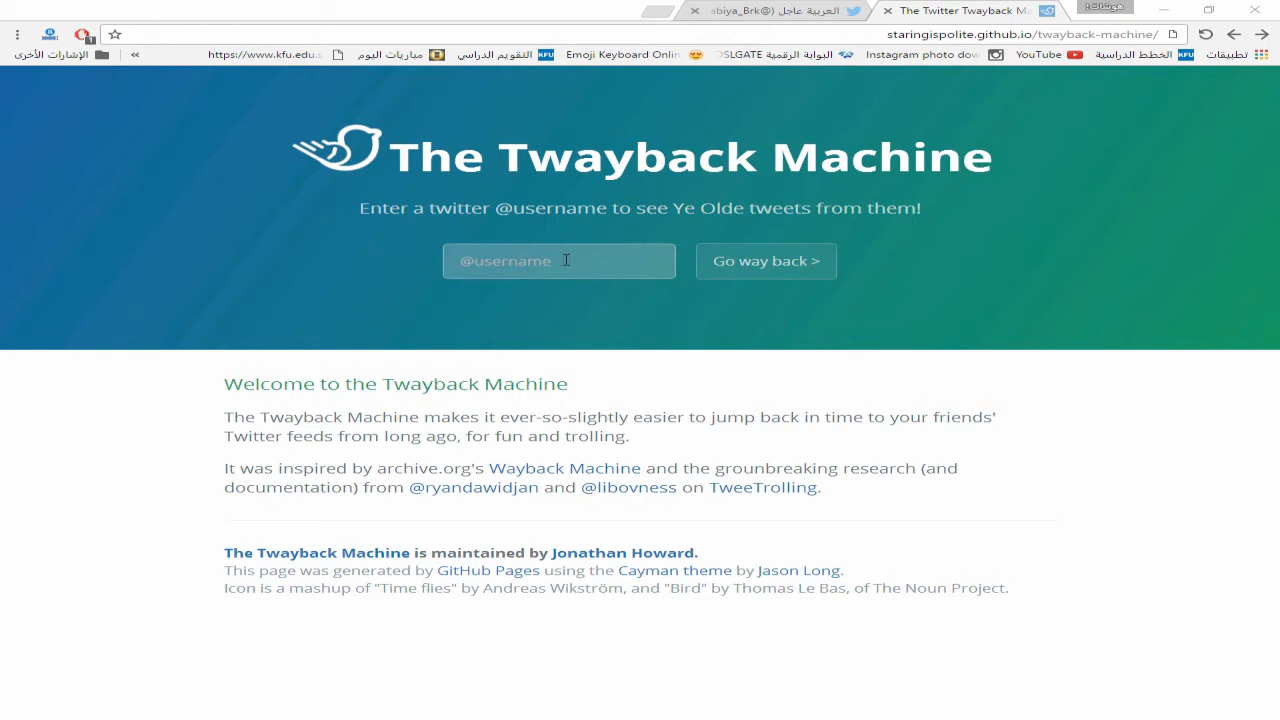 هوشات!
The Twitter Twayback Ma
العربية عاجل (@abiya_Brk
staringispolite.github.io/twayback-machine/
1
تطبيقات
الخطط الدراسية
YouTube
Instagram photo dow
البوابة الرقمية DSLGATE
Emoji Keyboard Onli
التقويم الدراسي
مباريات اليوم
https://www.kfu.edu.s
»
الإشارات الأخرى
The Twayback Machine
Enter a twitter @username to see Ye Olde tweets from them!
@username
Go way back >
Welcome to the Twayback Machine
The Twayback Machine makes it ever-so-slightly easier to jump back in time to your friends'
Twitter feeds from long ago, for fun and trolling.
It was inspired by archive.org's Wayback Machine and the grounbreaking research (and
documentation) from @ryandawidjan and @libovness on TweeTrolling.
The Twayback Machine is maintained by Jonathan Howard.
This page was generated by GitHub Pages using the Cayman theme by Jason Long.
Icon is a mashup of "Time flies" by Andreas Wikström, and "Bird" by Thomas Le Bas, of The Noun Project.